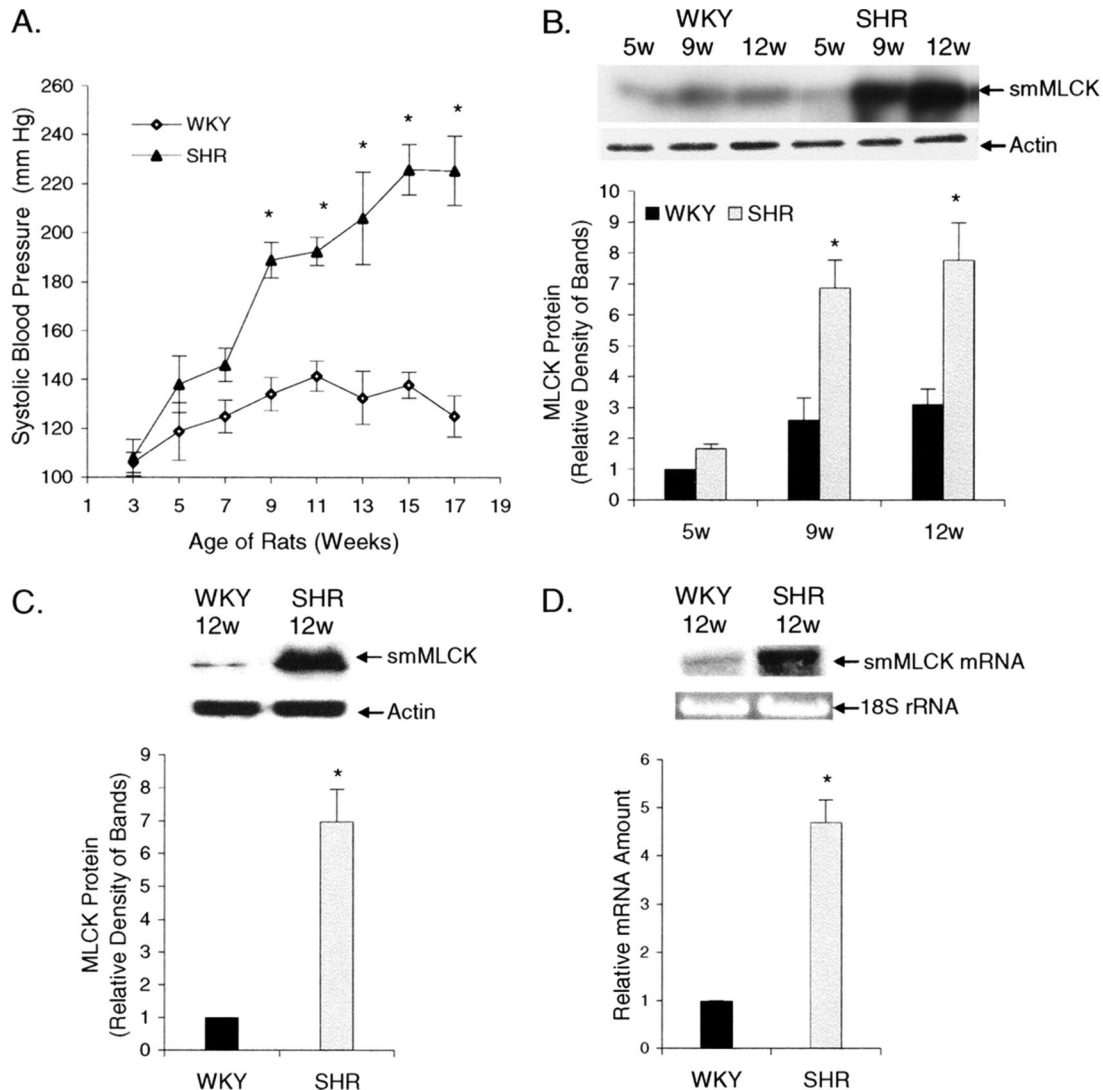 A.
Systolic Blood Pressure (mm Hg)
260
240
220
200
180
160
140
120
100
WKY
SHR
* * * * *
1 3 5 7 9 11 13 15 17 19
Age of Rats (Weeks)
B.
WKY SHR
5w 9w 12w 5w 9w 12w
smMLCK
Actin
MLCK Protein
(Relative Density of Bands)
10
9
8
7
6
5
4
3
2
1
0
WKY SHR
* *
5w 9w 12w
C.
WKY SHR
12w 12w
smMLCK
Actin
MLCK Protein
(Relative Density of Bands)
9
8
7
6
5
4
3
2
1
0
*
WKY SHR
D.
WKY SHR
12w 12w
smMLCK mRNA
18S rRNA
Relative mRNA Amount
6
5
4
3
2
1
0
*
WKY SHR